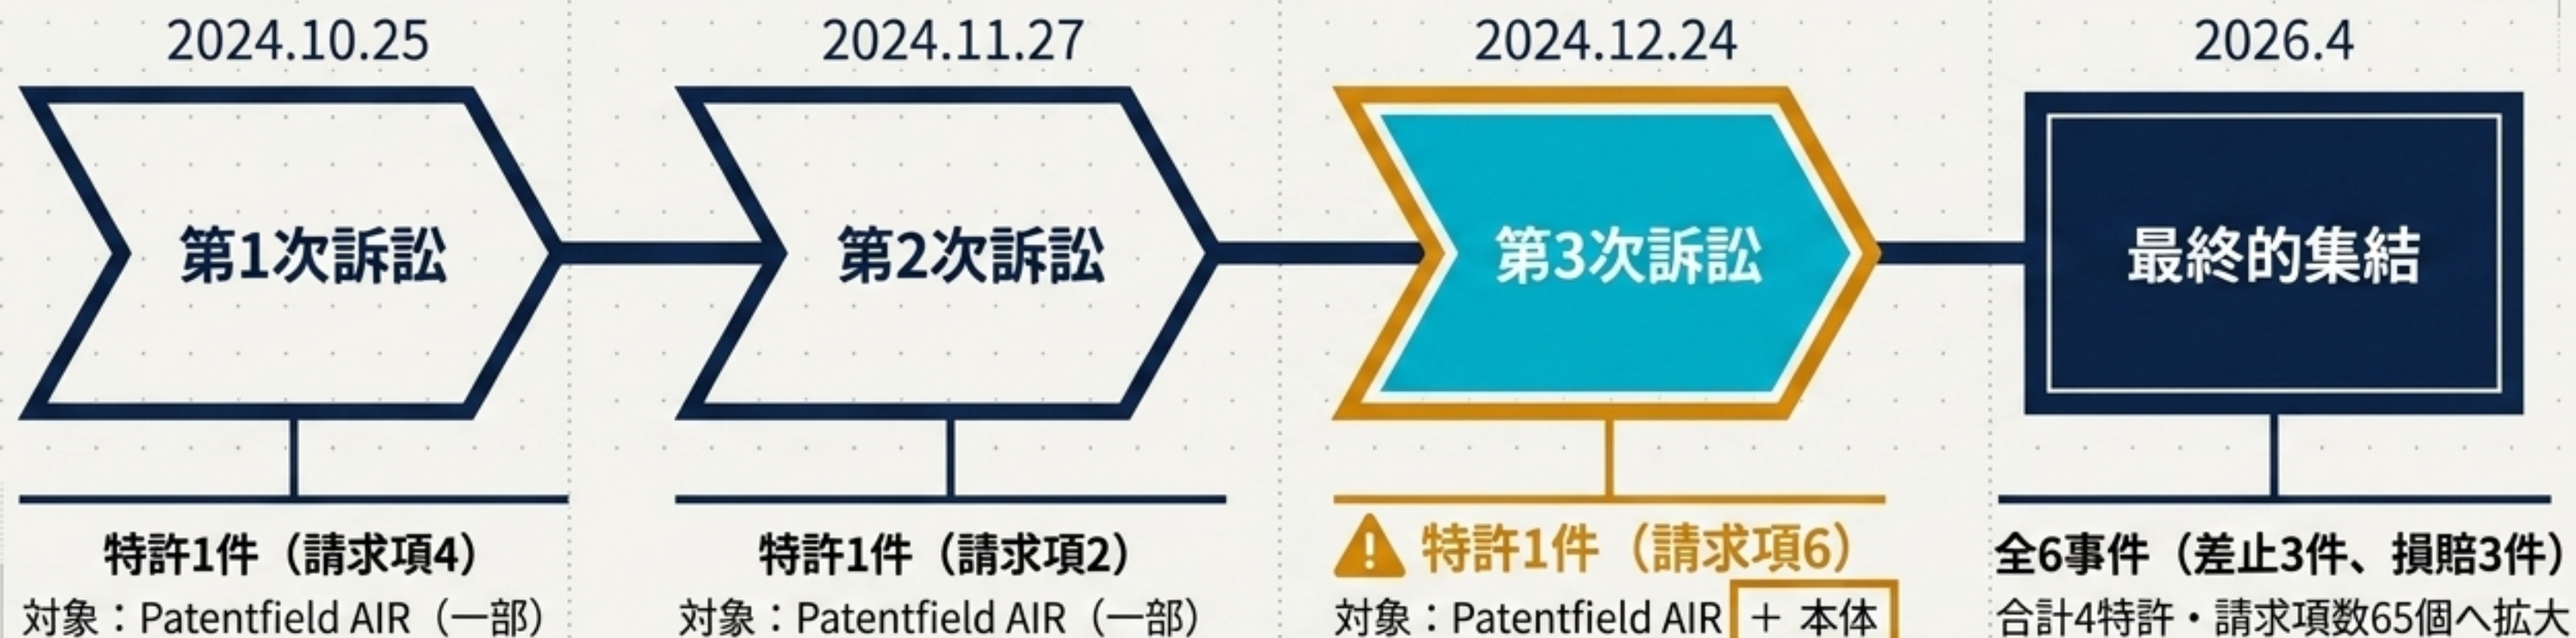 2024.10.25
第1次訴訟
特許1件（請求項4）
対象：Patentfield AIR（一部）
2024.11.27
第2次訴訟
特許1件（請求項2）
対象：Patentfield AIR（一部）
2024.12.24
第3次訴訟
特許1件（請求項6）
対象：Patentfield AIR ＋ 本体
2026.4
最終的集結
全6事件（差止3件、損賠3件）
合計4特許・請求項数65個へ拡大